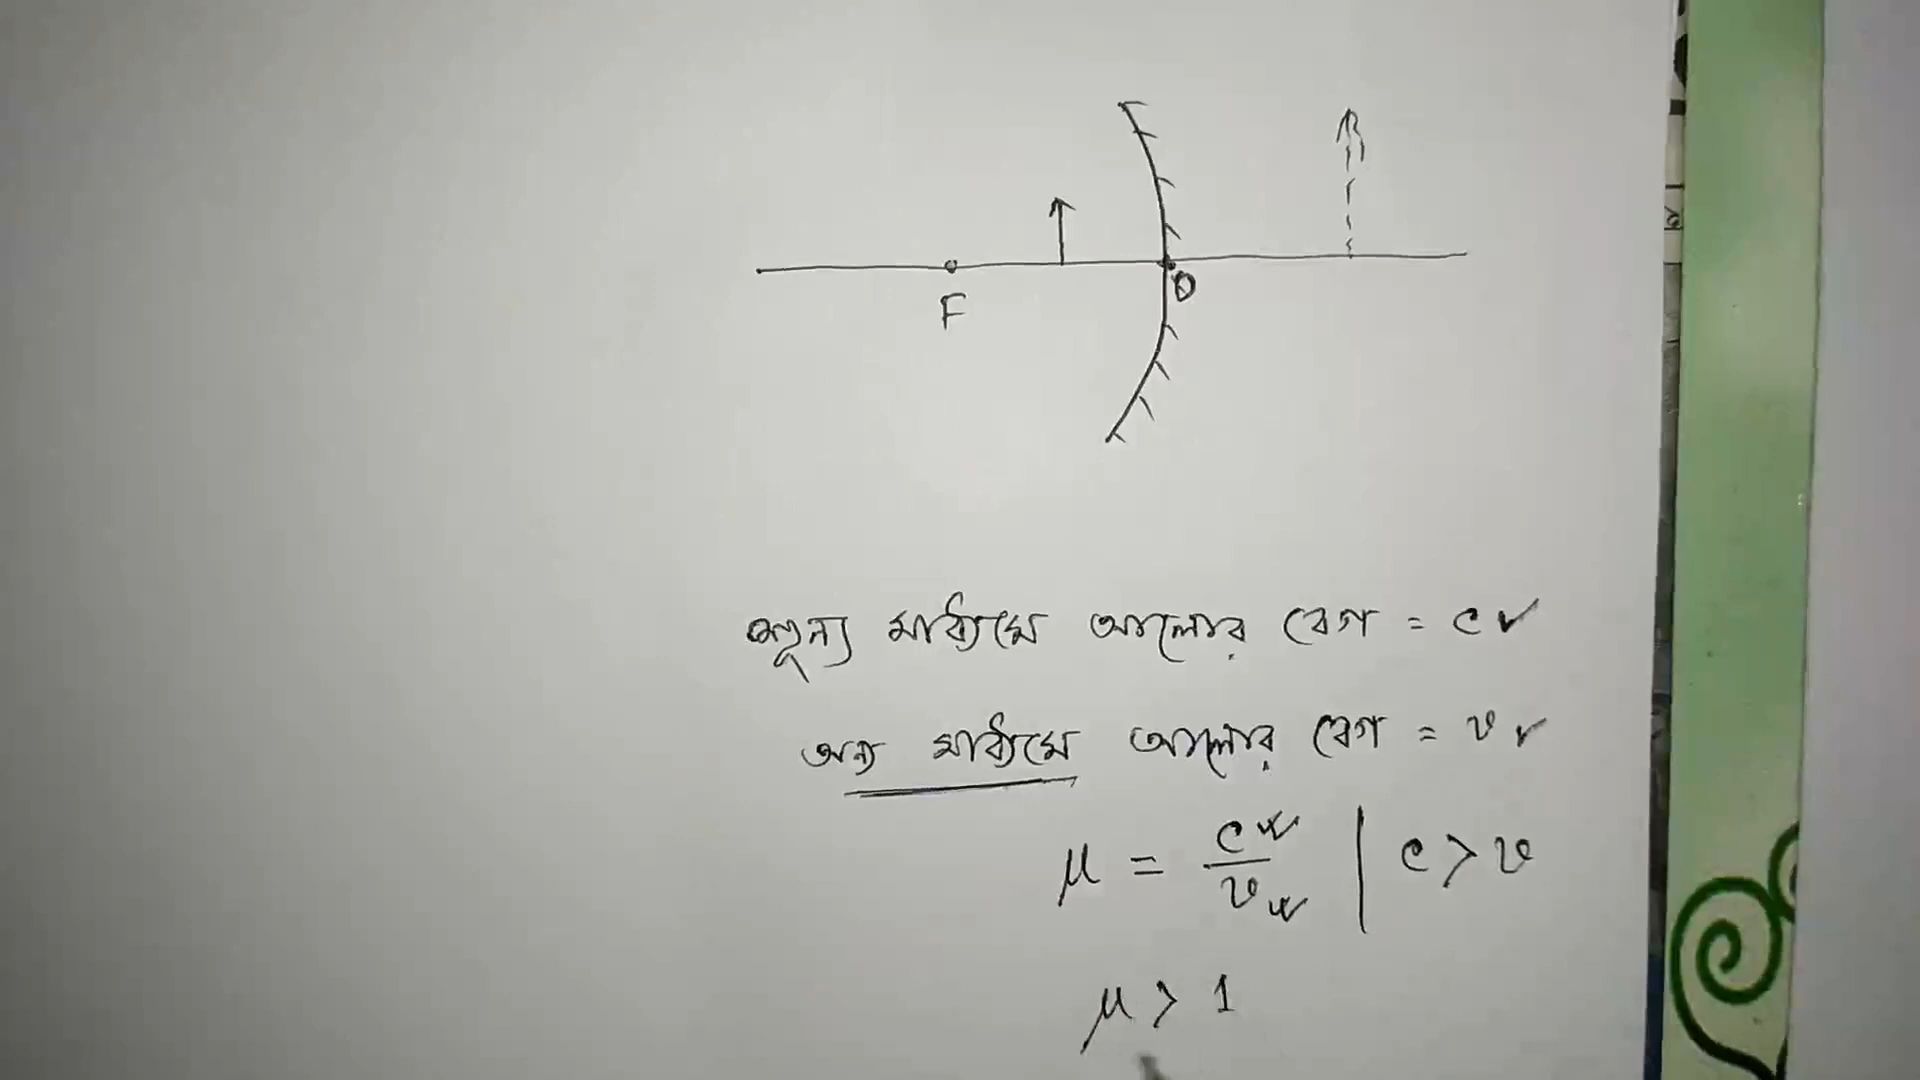 F
O
শূন্য মাধ্যমে আলোর বেগ = c ✓
অন্য মাধ্যমে আলোর বেগ = v ✓
μ = c/v | c > v
μ > 1